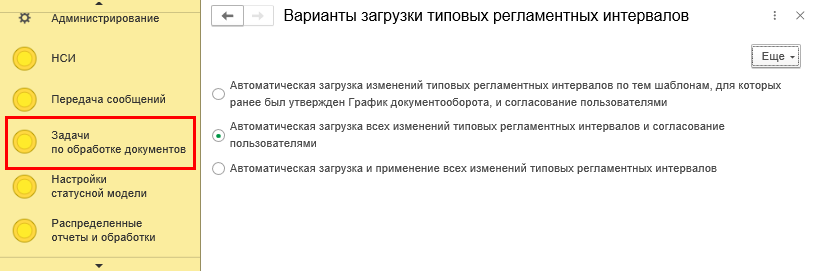 Администрирование
НСИ
Передача сообщений
Задачи
по обработке документов
Настройки
статусной модели
Распределенные
отчеты и обработки
Варианты загрузки типовых регламентных интервалов
Еще
Автоматическая загрузка изменений типовых регламентных интервалов по тем шаблонам, для которых
ранее был утвержден График документооборота, и согласование пользователями
Автоматическая загрузка всех изменений типовых регламентных интервалов и согласование
пользователями
Автоматическая загрузка и применение всех изменений типовых регламентных интервалов